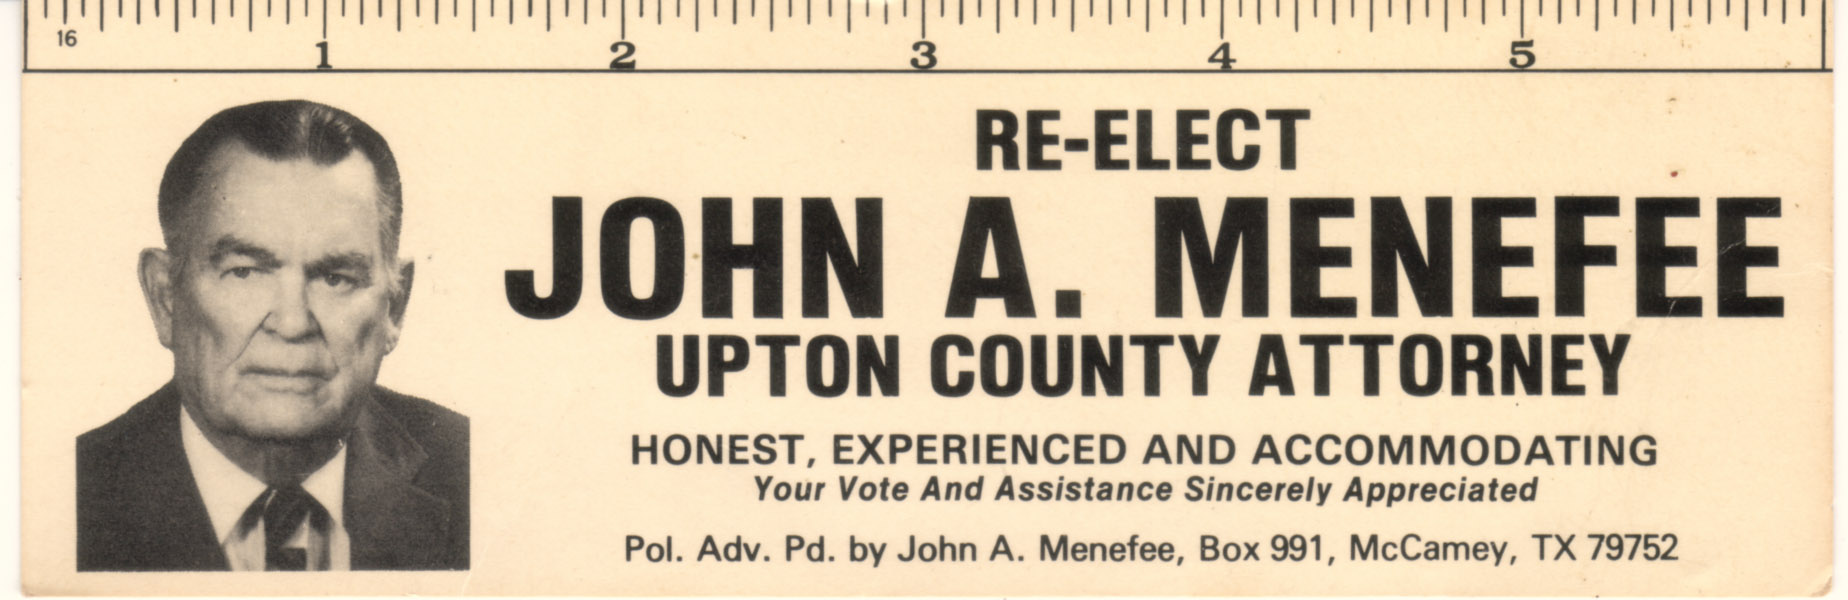 16
1 2 3 4 5
RE-ELECT
JOHN A. MENEFEE
UPTON COUNTY ATTORNEY
HONEST, EXPERIENCED AND ACCOMMODATING
Your Vote And Assistance Sincerely Appreciated
Pol. Adv. Pd. by John A. Menefee, Box 991, McCamey, TX 79752